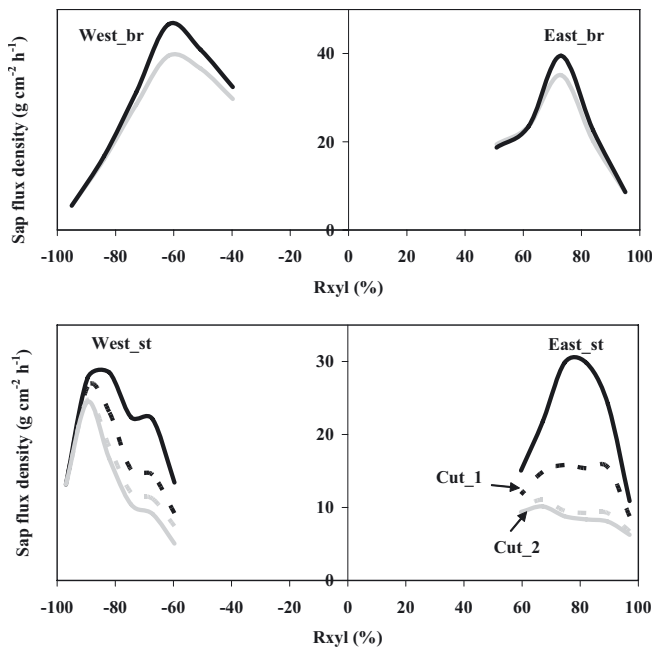 West_br
East_br
Sap flux density (g cm⁻² h⁻¹)
40
20
0
-100 -80 -60 -40 -20 0 20 40 60 80 100
Rxyl (%)
West_st
East_st
Sap flux density (g cm⁻² h⁻¹)
30
20
Cut_1
10
Cut_2
0
-100 -80 -60 -40 -20 0 20 40 60 80 100
Rxyl (%)